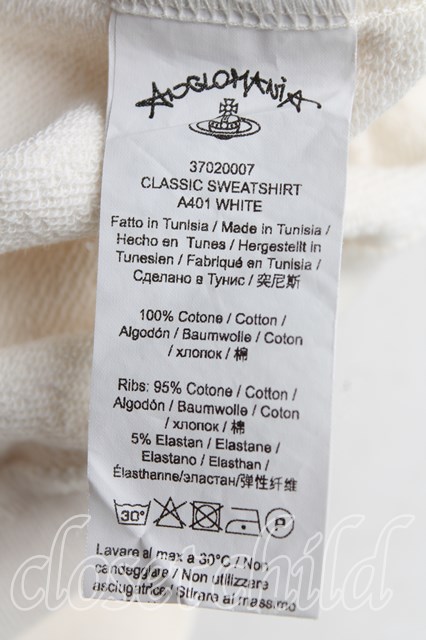 ANGLOMANIA
37020007
CLASSIC SWEATSHIRT
A401 WHITE
Fatto in Tunisia / Made in Tunisia /
Hecho en Tunes / Hergestellt in
Tunesien / Fabriqué en Tunisia /
Сделано в Тунис / 突尼斯
100% Cotone / Cotton /
Algodón / Baumwolle / Coton
/ хлопок / 棉
Ribs: 95% Cotone / Cotton /
Algodón / Baumwolle / Coton
/ хлопок / 棉
5% Elastan / Elastane /
Elastano / Elasthan /
Élasthanne/эластан/弹性纤维
30° P
Lavare al max a 30°C / Non
candeggiare / Non utilizzare
asciugatrice / Stirare al massimo
closet child